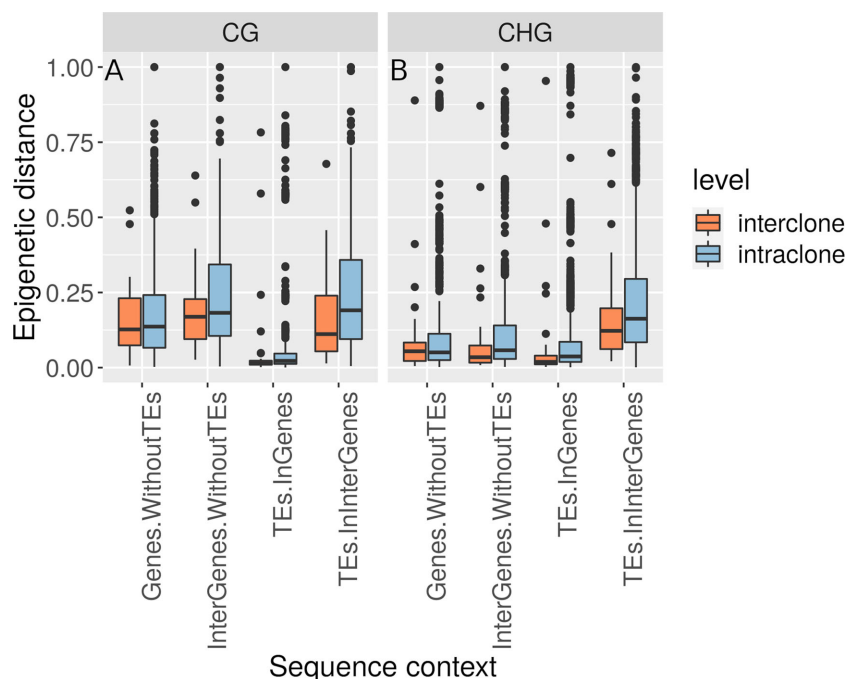 CG
CHG
A
B
1.00
0.75
0.50
0.25
0.00
Epigenetic distance
Genes.WithoutTEs
InterGenes.WithoutTEs
TEs.InGenes
TEs.InInterGenes
Genes.WithoutTEs
InterGenes.WithoutTEs
TEs.InGenes
TEs.InInterGenes
Sequence context
level
interclone
intraclone